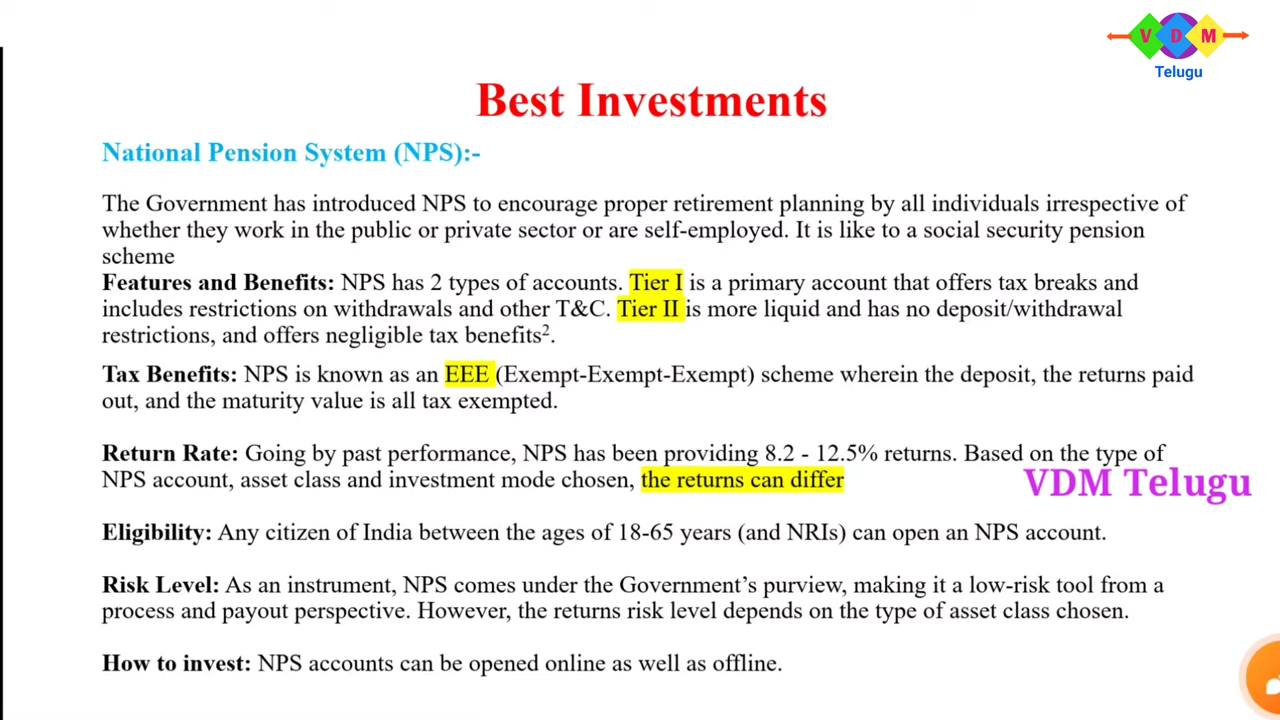 V D M
Telugu
Best Investments
National Pension System (NPS):-
The Government has introduced NPS to encourage proper retirement planning by all individuals irrespective of
whether they work in the public or private sector or are self-employed. It is like to a social security pension
scheme
Features and Benefits: NPS has 2 types of accounts. Tier I is a primary account that offers tax breaks and
includes restrictions on withdrawals and other T&C. Tier II is more liquid and has no deposit/withdrawal
restrictions, and offers negligible tax benefits².
Tax Benefits: NPS is known as an EEE (Exempt-Exempt-Exempt) scheme wherein the deposit, the returns paid
out, and the maturity value is all tax exempted.
Return Rate: Going by past performance, NPS has been providing 8.2 - 12.5% returns. Based on the type of
NPS account, asset class and investment mode chosen, the returns can differ
VDM Telugu
Eligibility: Any citizen of India between the ages of 18-65 years (and NRIs) can open an NPS account.
Risk Level: As an instrument, NPS comes under the Government’s purview, making it a low-risk tool from a
process and payout perspective. However, the returns risk level depends on the type of asset class chosen.
How to invest: NPS accounts can be opened online as well as offline.